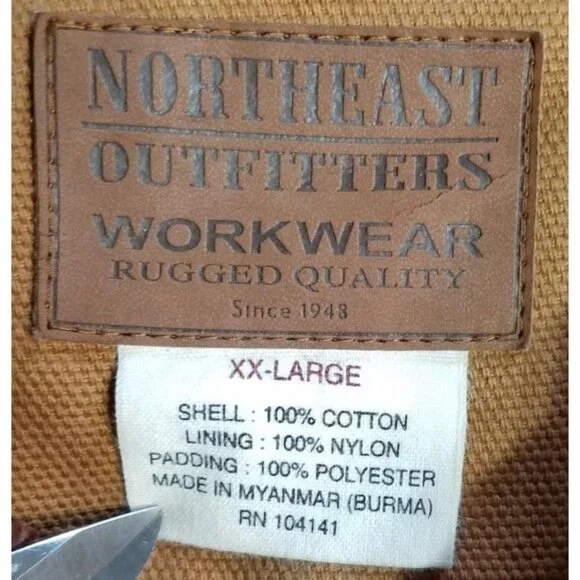 NORTHEAST
OUTFITTERS
WORKWEAR
RUGGED QUALITY
Since 1948
XX-LARGE
SHELL : 100% COTTON
LINING : 100% NYLON
PADDING : 100% POLYESTER
MADE IN MYANMAR (BURMA)
RN 104141